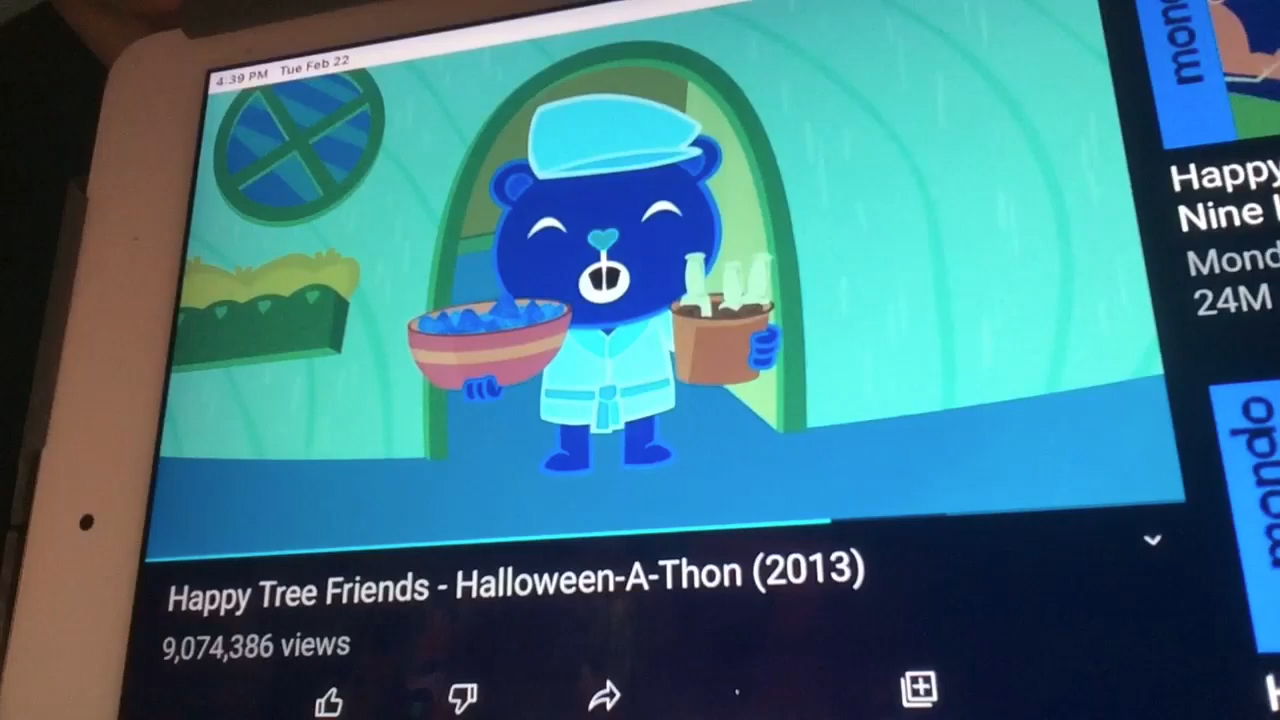 4:39 PM Tue Feb 22
mon
Happy
Nine
Mond
24M
mondo
Happy Tree Friends - Halloween-A-Thon (2013)
9,074,386 views